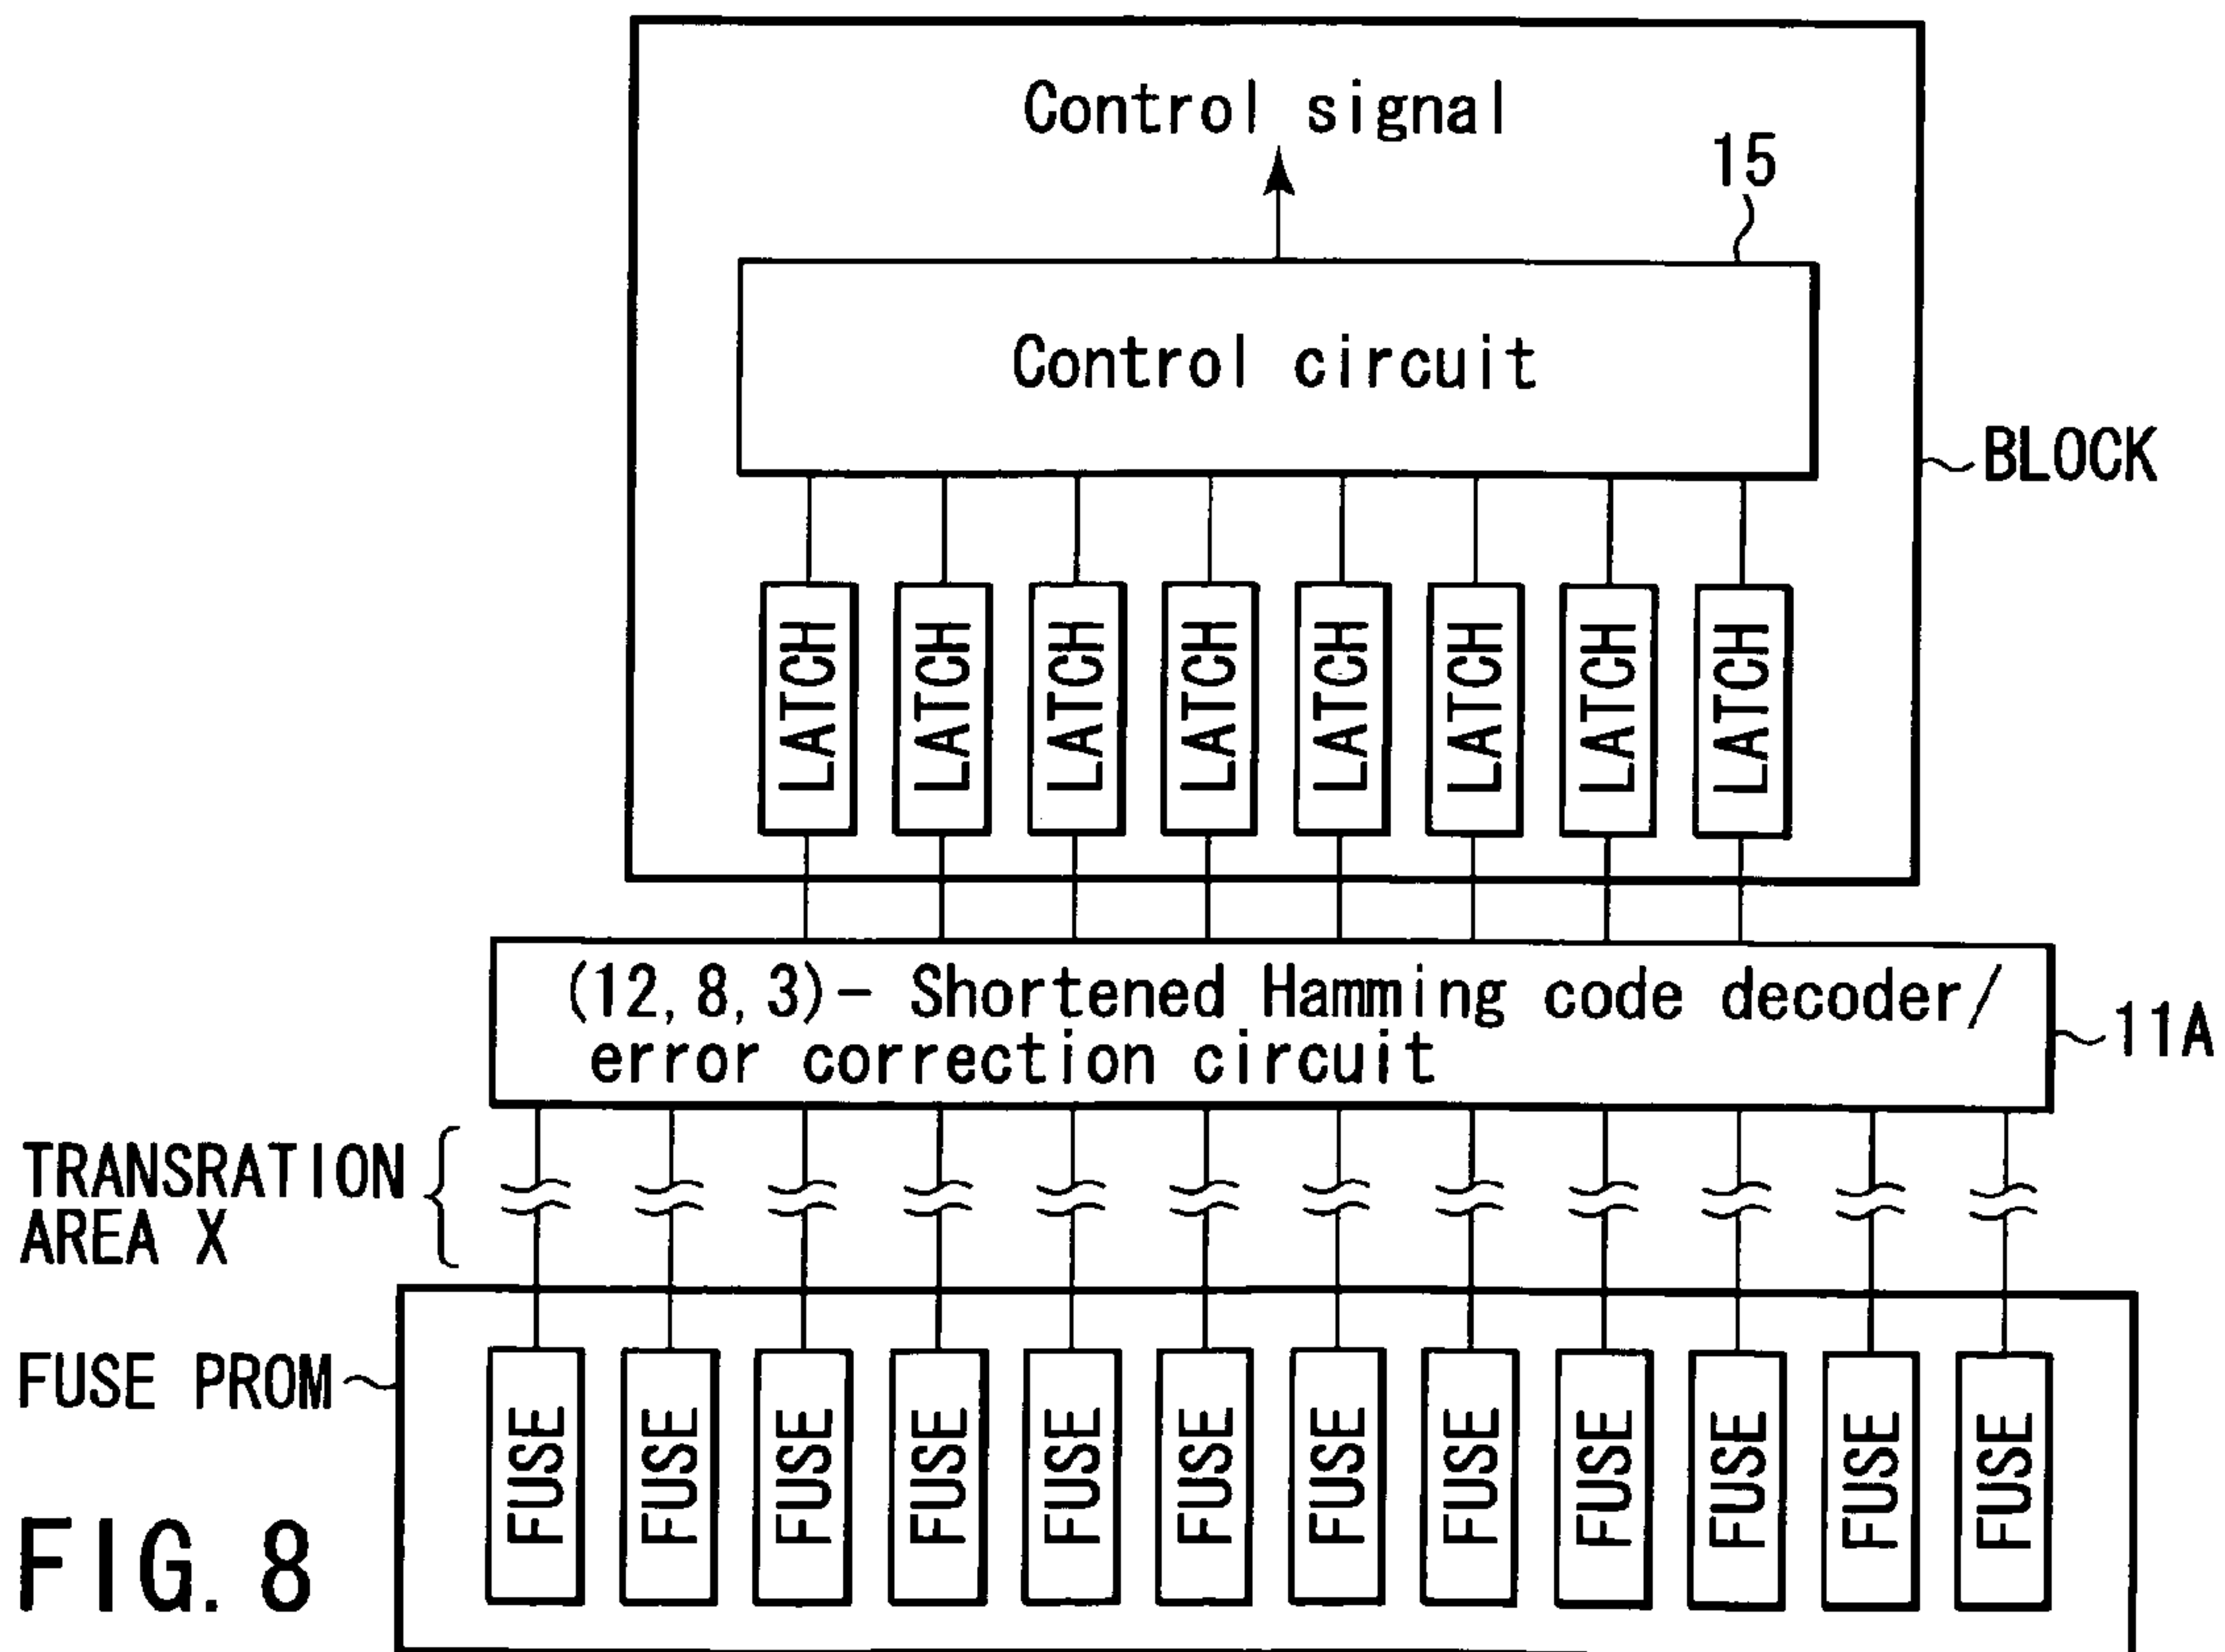 Control signal
15
Control circuit
BLOCK
LATCH
LATCH
LATCH
LATCH
LATCH
LATCH
LATCH
LATCH
(12, 8, 3)- Shortened Hamming code decoder/
error correction circuit
11A
TRANSRATION
AREA X
FUSE PROM
FUSE
FUSE
FUSE
FUSE
FUSE
FUSE
FUSE
FUSE
FUSE
FUSE
FUSE
FUSE
FIG. 8